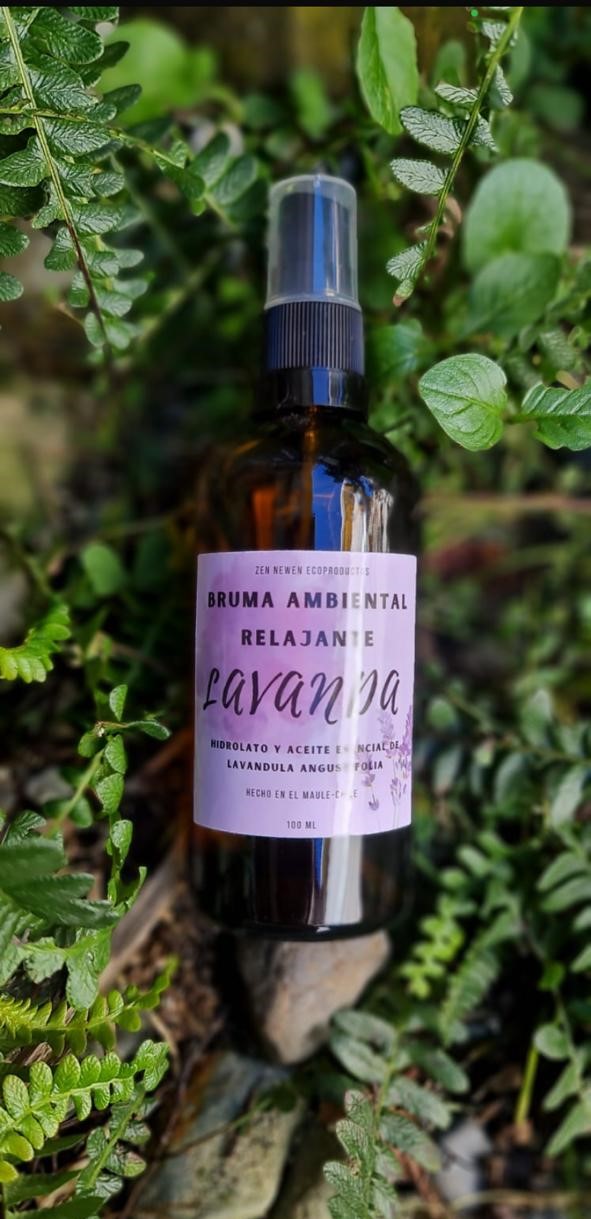 ZEN NEWEN ECOPRODUCTOS
BRUMA AMBIENTAL
RELAJANTE
LAVANDA
HIDROLATO Y ACEITE ESENCIAL DE
LAVANDULA ANGUSTIFOLIA
HECHO EN EL MAULE-CHILE
100 ML